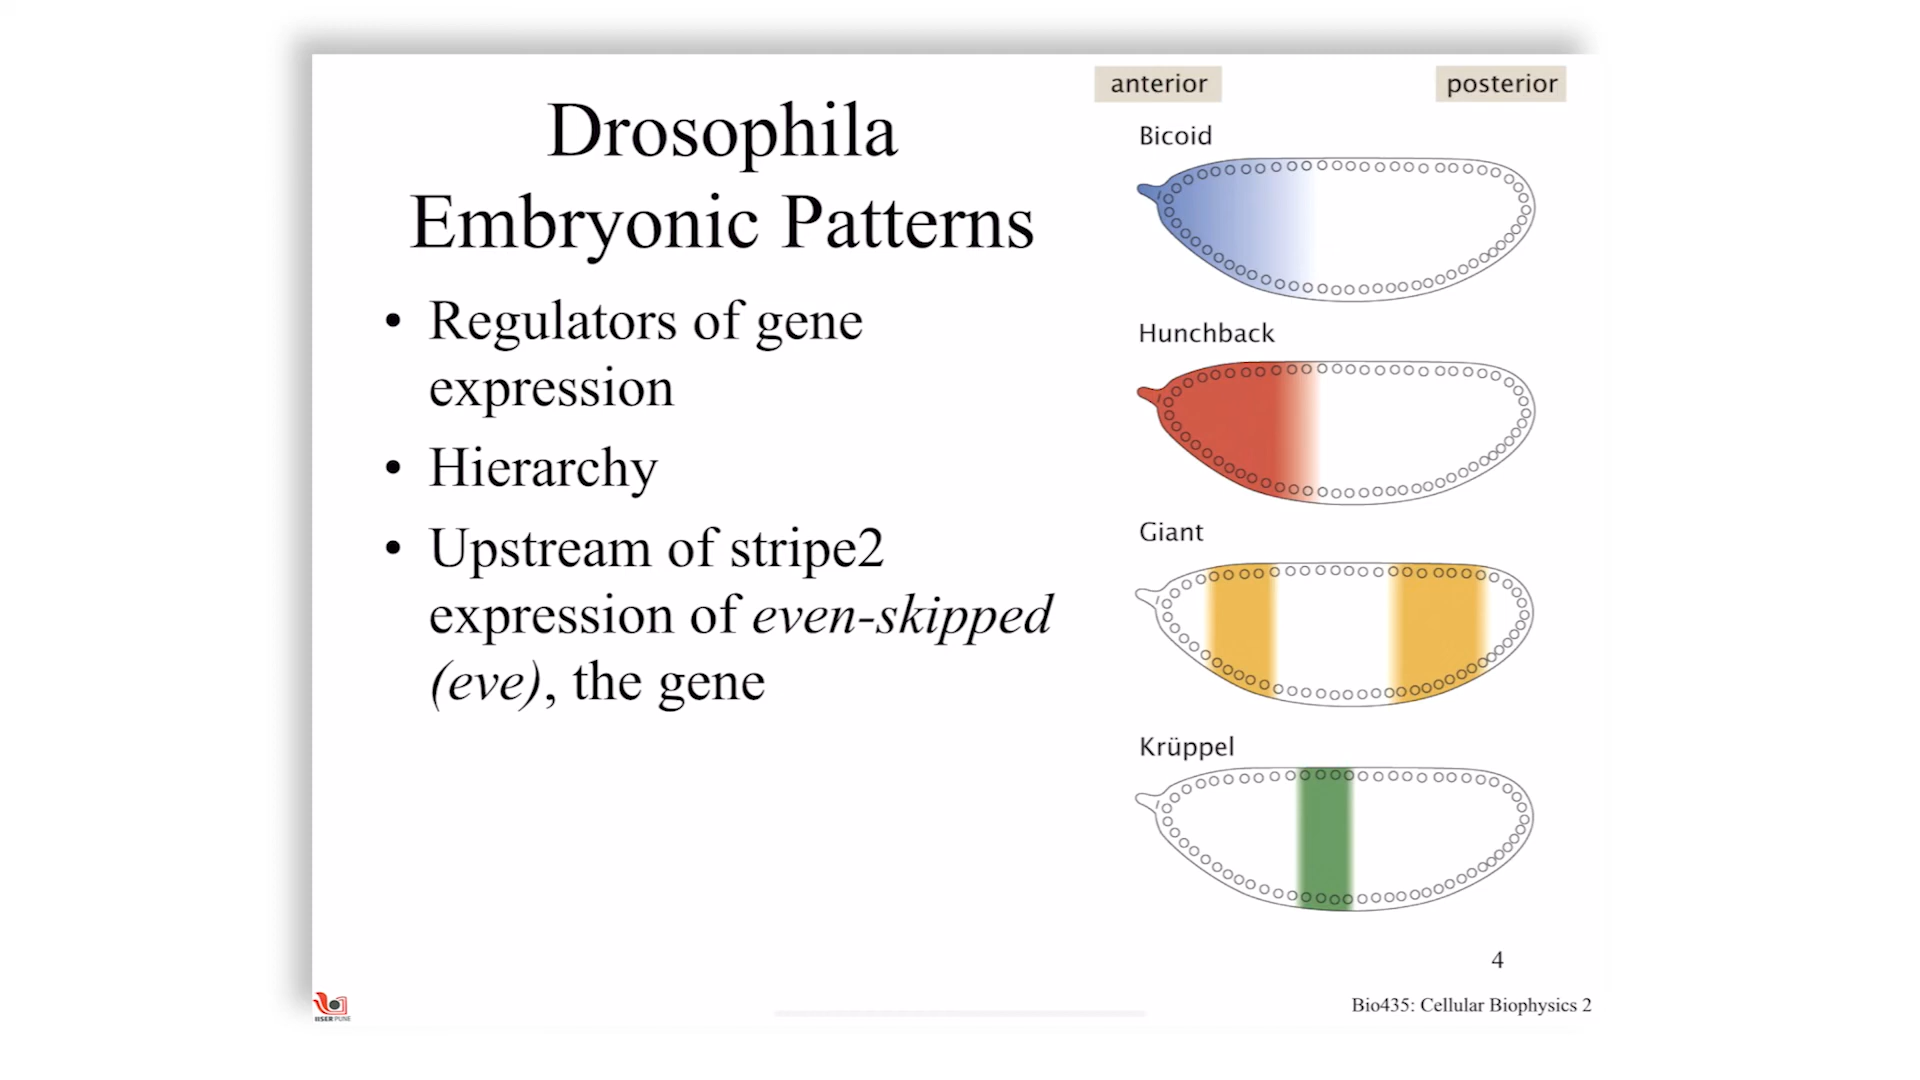 Drosophila
Embryonic Patterns
• Regulators of gene
expression
• Hierarchy
• Upstream of stripe2
expression of even-skipped
(eve), the gene
anterior
posterior
Bicoid
Hunchback
Giant
Krüppel
4
IISER PUNE
Bio435: Cellular Biophysics 2